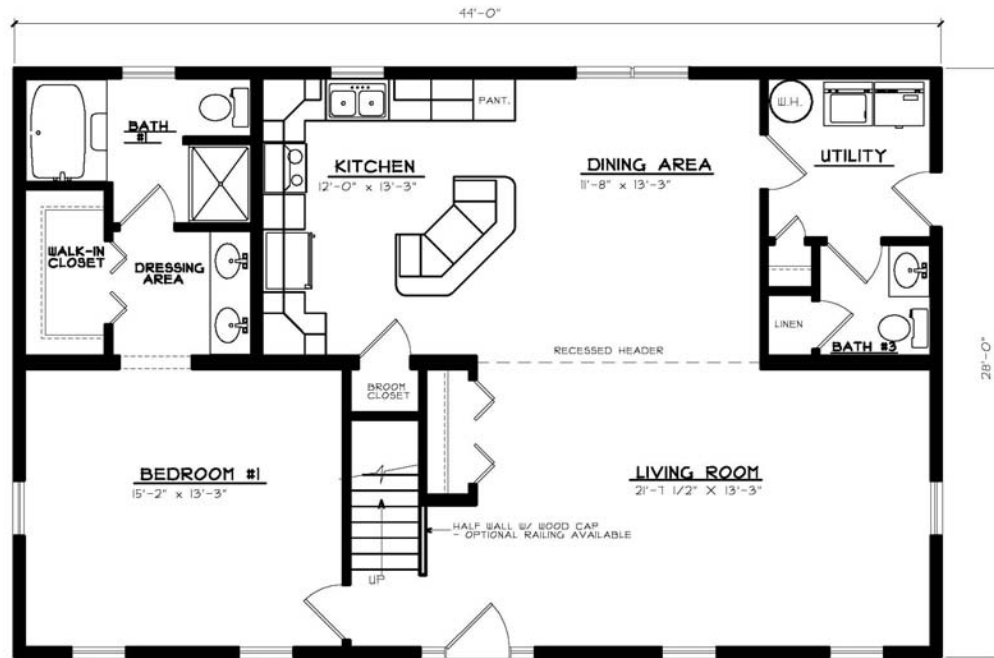 44'-0"
BATH
#1
W.H.
PANT.
KITCHEN
12'-0" x 13'-3"
DINING AREA
11'-8" x 13'-3"
UTILITY
WALK-IN
CLOSET
DRESSING
AREA
LINEN
BATH #3
RECESSED HEADER
28'-0"
BROOM
CLOSET
BEDROOM #1
15'-2" x 13'-3"
LIVING ROOM
21'-7 1/2" X 13'-3"
HALF WALL W/ WOOD CAP
- OPTIONAL RAILING AVAILABLE
UP